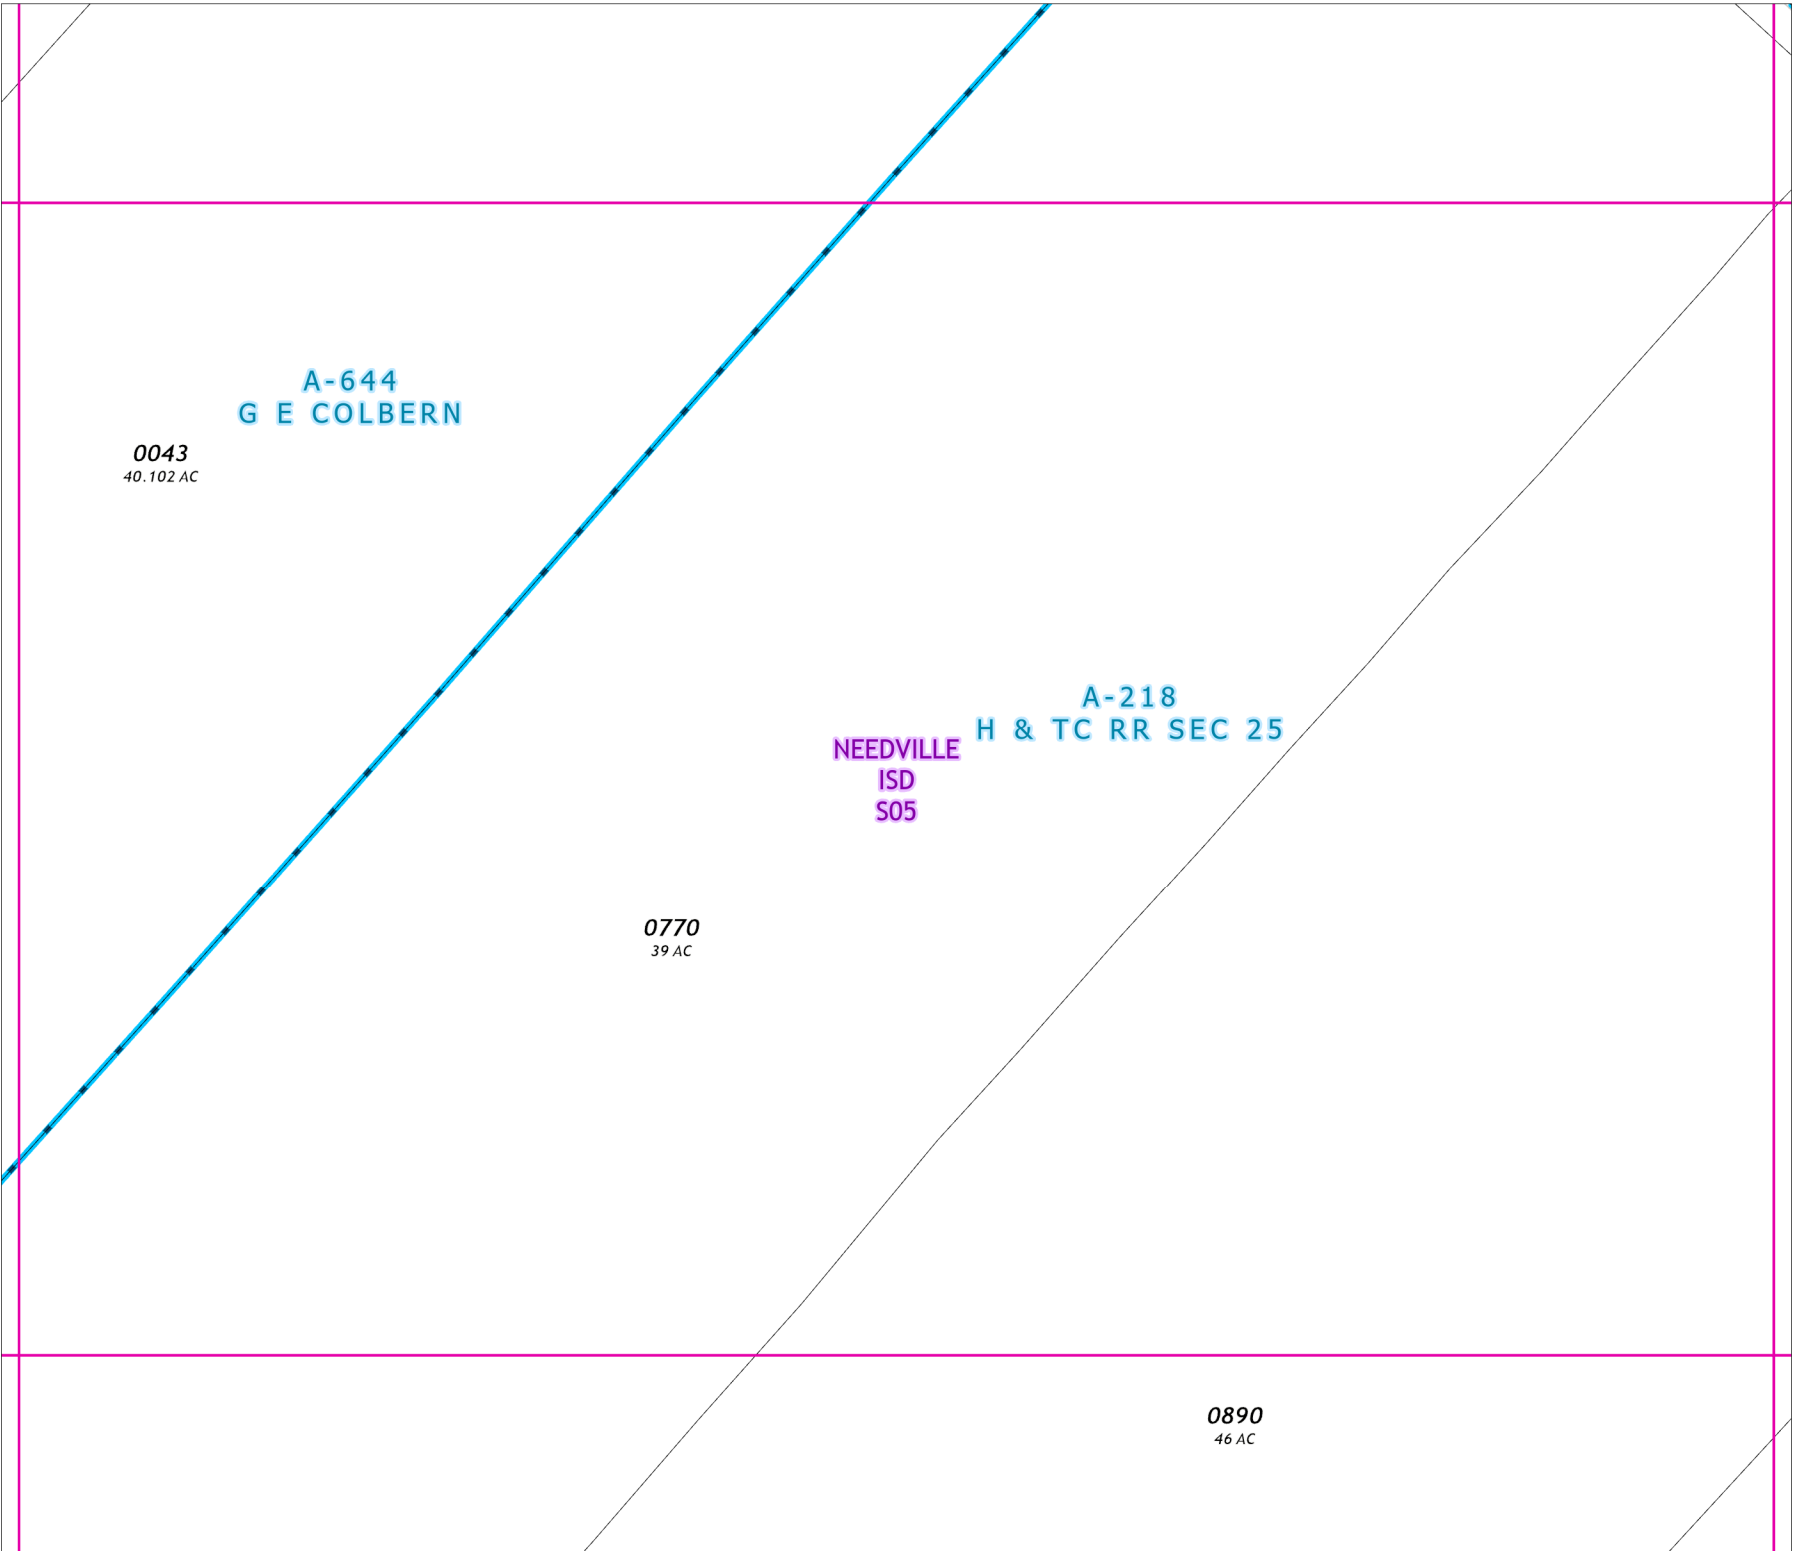 A-644
G E COLBERN
0043
40.102 AC
A-218
H & TC RR SEC 25
NEEDVILLE
ISD
S05
0770
39 AC
0890
46 AC